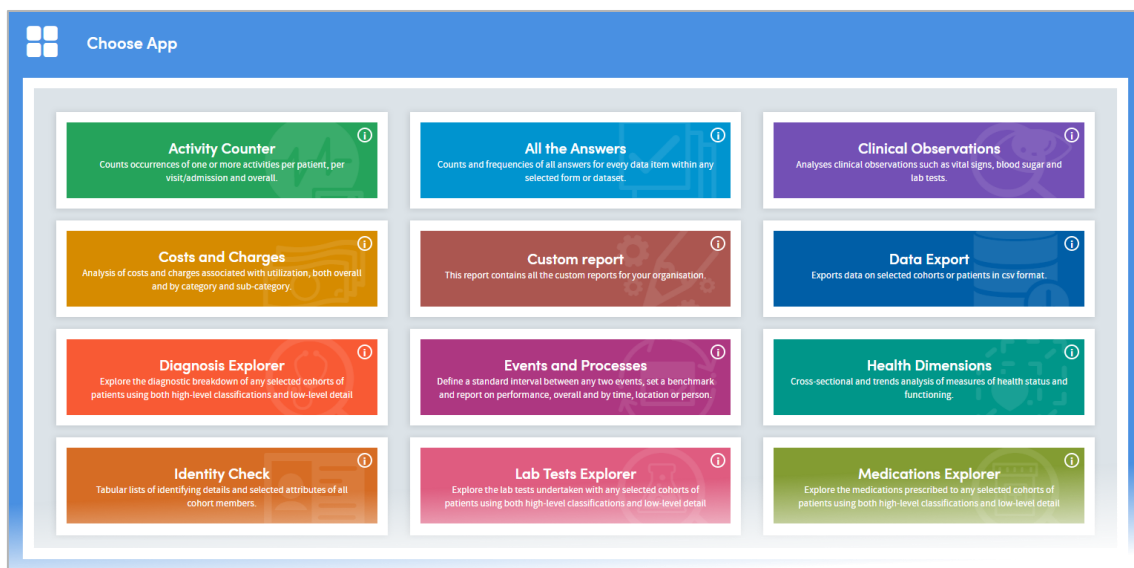 Choose App
Activity Counter
Counts occurrences of one or more activities per patient, per
visit/admission and overall.
All the Answers
Counts and frequencies of all answers for every data item within any
selected form or dataset.
Clinical Observations
Analyses clinical observations such as vital signs, blood sugar and
lab tests.
Costs and Charges
Analysis of costs and charges associated with utilization, both overall
and by category and sub-category.
Custom report
This report contains all the custom reports for your organisation.
Data Export
Exports data on selected cohorts or patients in csv format.
Diagnosis Explorer
Explore the diagnostic breakdown of any selected cohorts of
patients using both high-level classifications and low-level detail
Events and Processes
Define a standard interval between any two events, set a benchmark
and report on performance, overall and by time, location or person.
Health Dimensions
Cross-sectional and trends analysis of measures of health status and
functioning.
Identity Check
Tabular lists of identifying details and selected attributes of all
cohort members.
Lab Tests Explorer
Explore the lab tests undertaken with any selected cohorts of
patients using both high-level classifications and low-level detail
Medications Explorer
Explore the medications prescribed to any selected cohorts of
patients using both high-level classifications and low-level detail